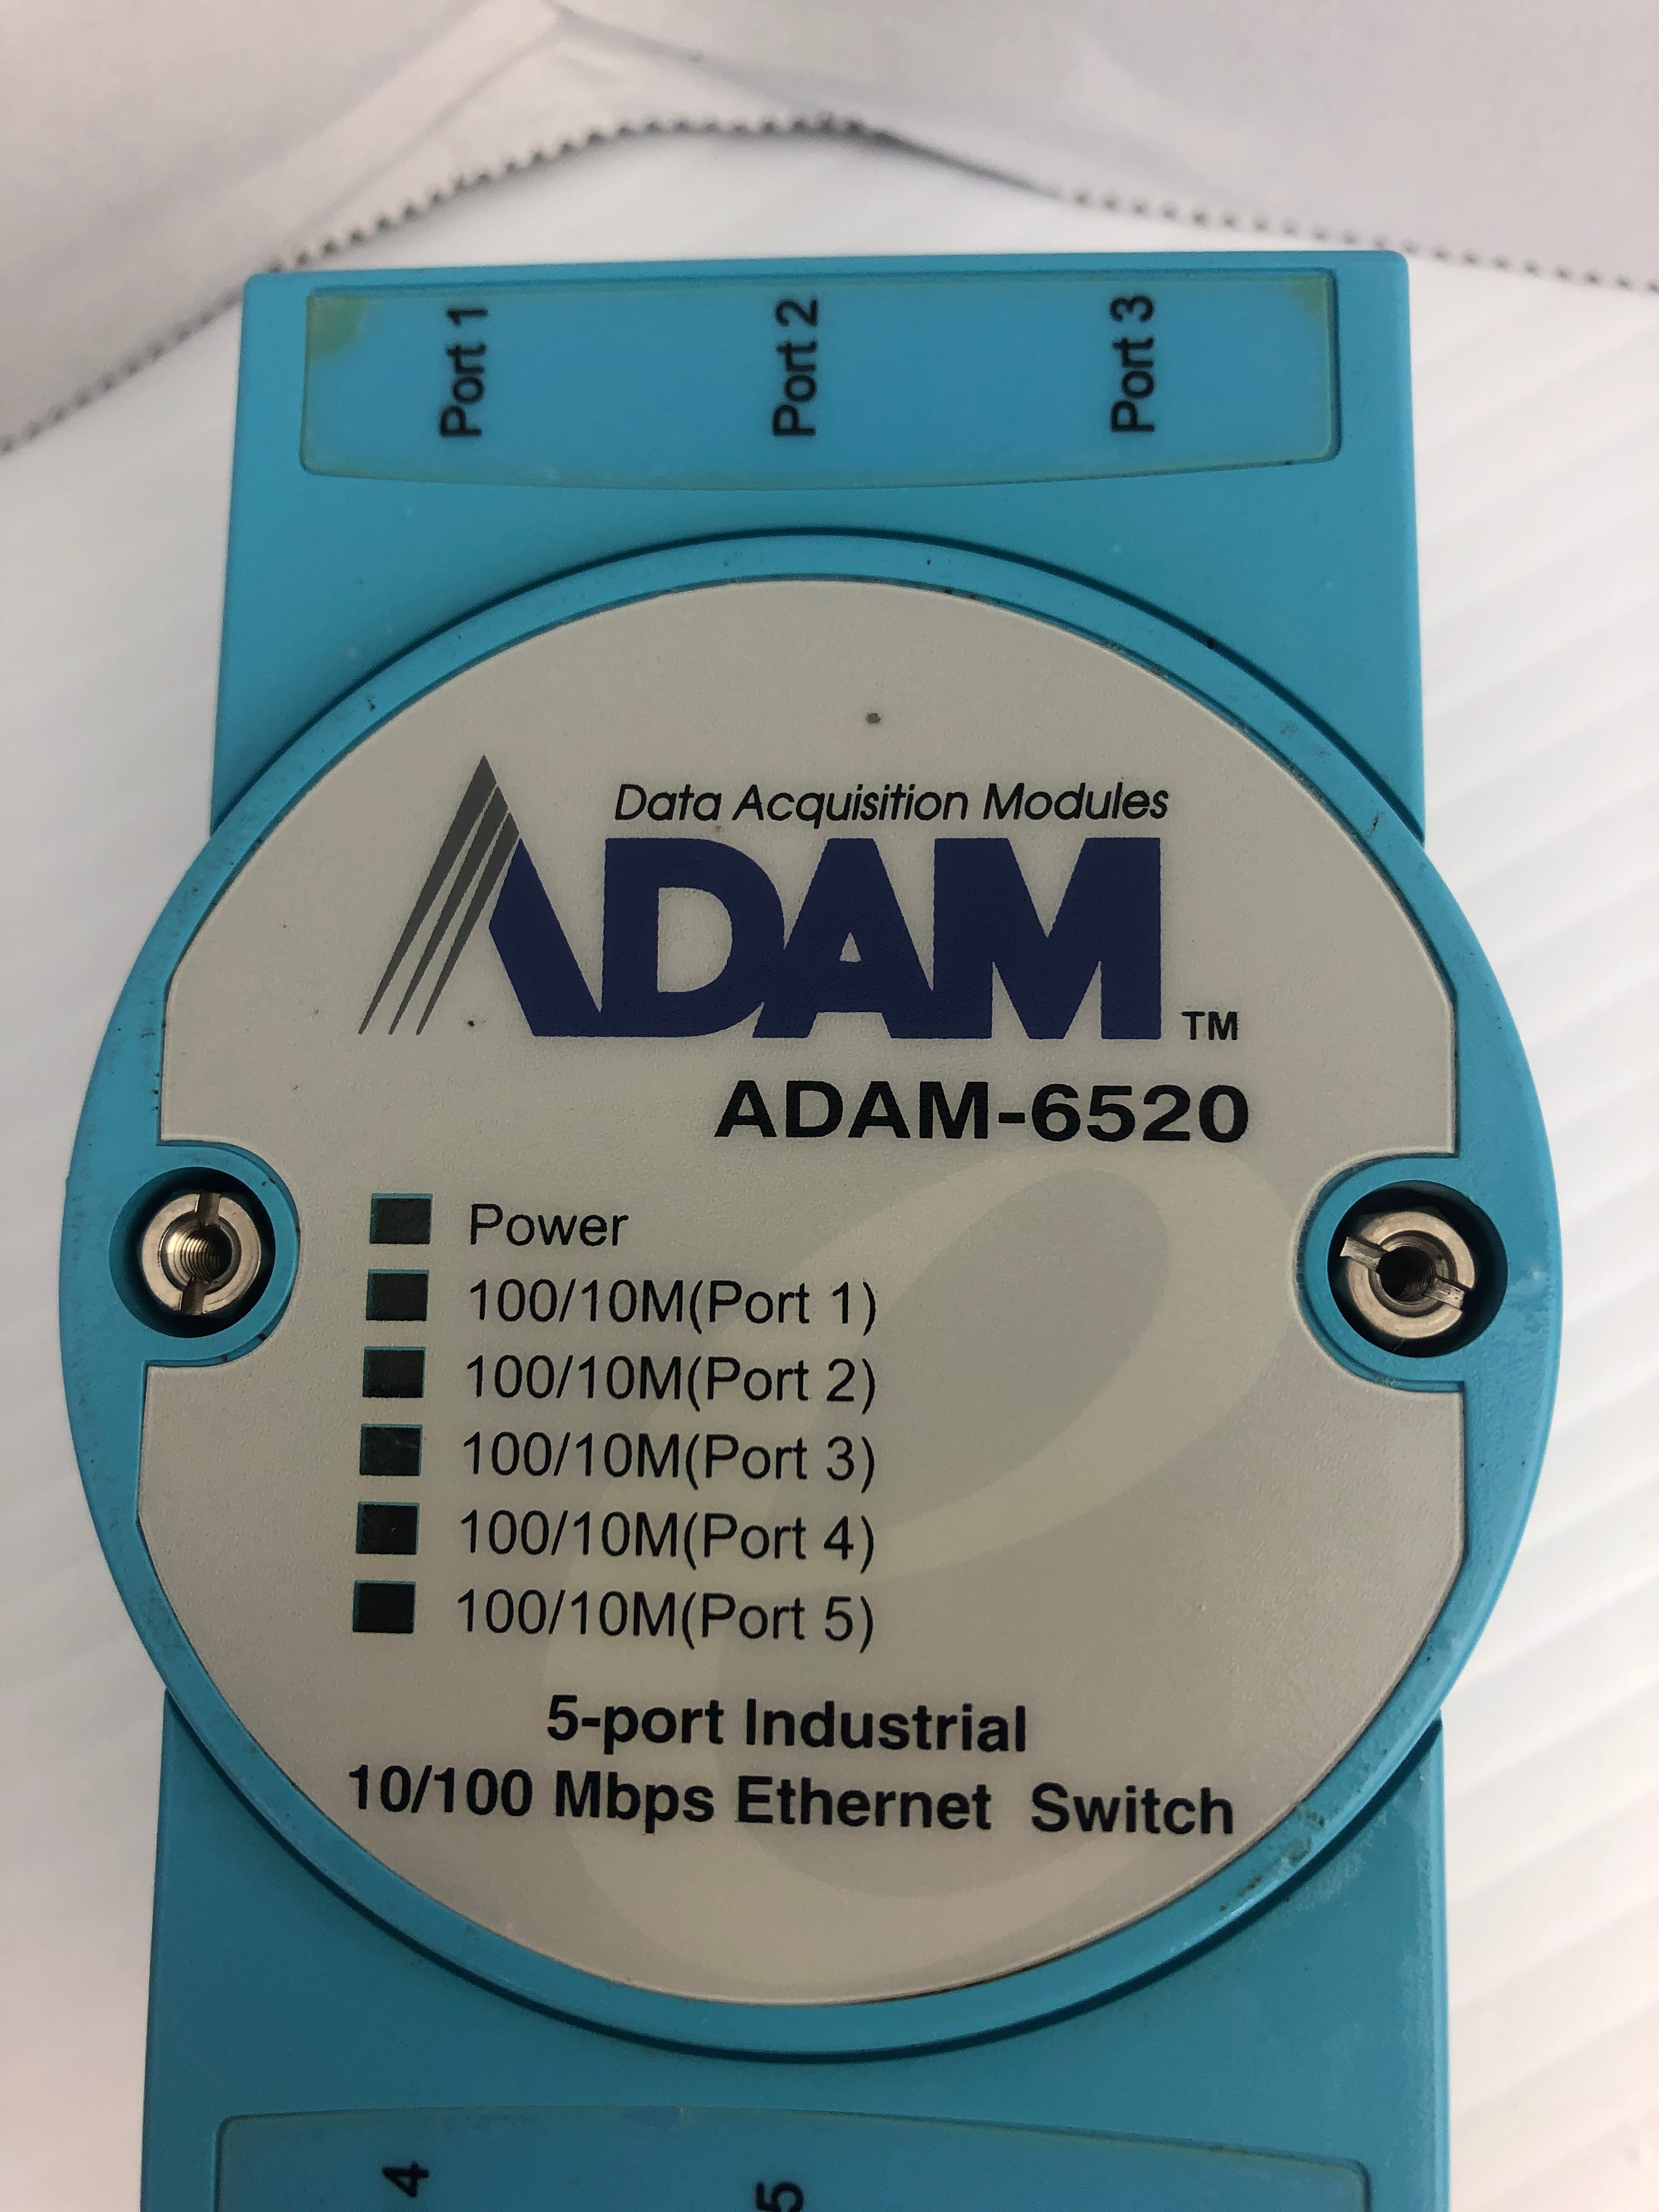 Port 1
Port 2
Port 3
Data Acquisition Modules
ADAM TM
ADAM-6520
Power
100/10M(Port 1)
100/10M(Port 2)
100/10M(Port 3)
100/10M(Port 4)
100/10M(Port 5)
5-port Industrial
10/100 Mbps Ethernet Switch
4
5